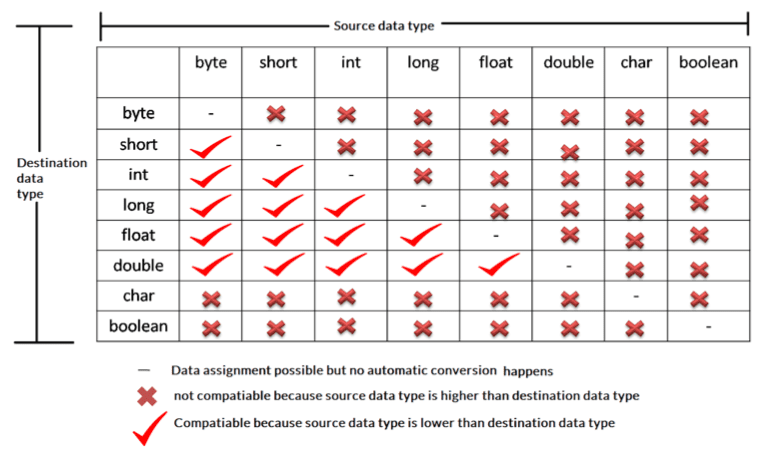 Source data type
byte short int long float double char boolean
byte -
short -
Destination
data
type
int -
long -
float -
double -
char -
boolean -
— Data assignment possible but no automatic conversion happens
not compatiable because source data type is higher than destination data type
Compatiable because source data type is lower than destination data type